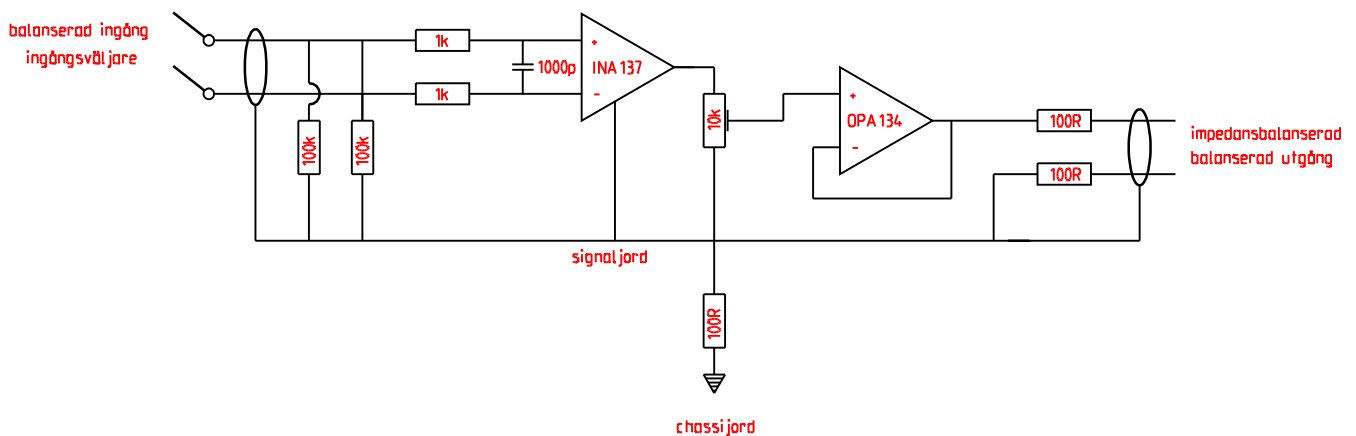 balanserad ingång
ingångsväljare
1k
1k
1000p
+
INA 137
-
100k
100k
10k
+
OPA 134
-
100R
100R
impedansbalanserad
balanserad utgång
signaljord
100R
chassijord